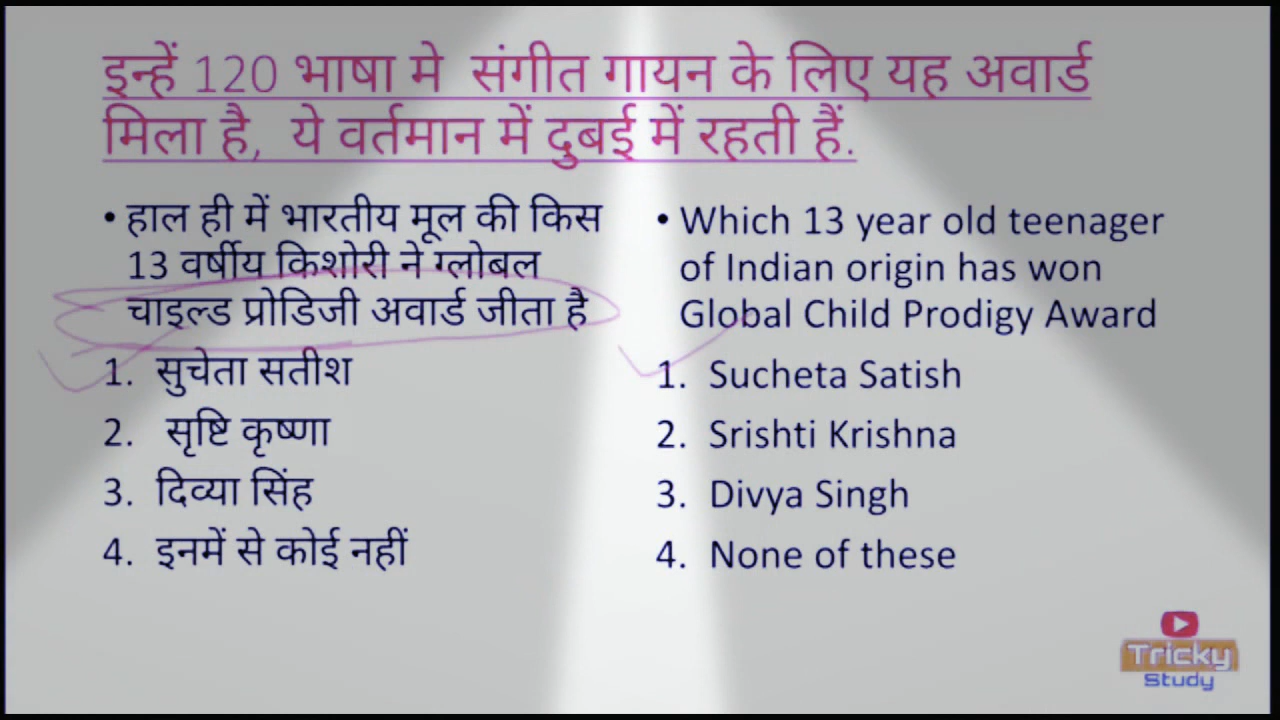 इन्हें 120 भाषा मे संगीत गायन के लिए यह अवार्ड
मिला है, ये वर्तमान में दुबई में रहती हैं.
• हाल ही में भारतीय मूल की किस
13 वर्षीय किशोरी ने ग्लोबल
चाइल्ड प्रोडिजी अवार्ड जीता है
1. सुचेता सतीश
2. सृष्टि कृष्णा
3. दिव्या सिंह
4. इनमें से कोई नहीं
• Which 13 year old teenager
of Indian origin has won
Global Child Prodigy Award
1. Sucheta Satish
2. Srishti Krishna
3. Divya Singh
4. None of these
Tricky
Study